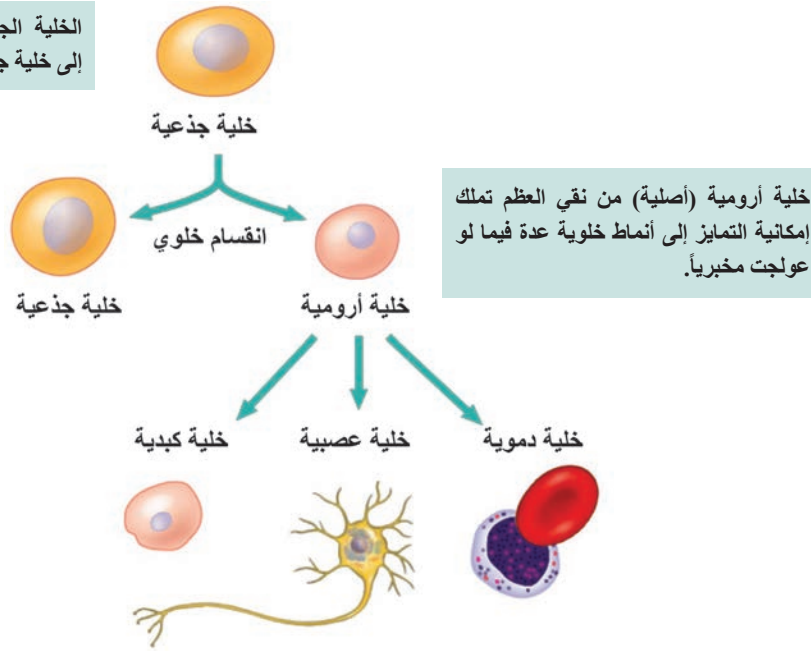 الخلية
إلى خلية
خلية جذعية
خلية أرومية (أصلية) من نقي العظم تملك
إمكانية التمايز إلى أنماط خلوية عدة فيما لو
عولجت مخبرياً.
انقسام خلوي
خلية جذعية
خلية أرومية
خلية كبدية
خلية عصبية
خلية دموية